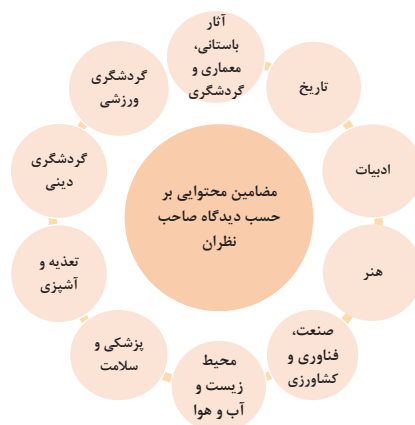 آثار
باستانی،
معماری و
گردشگری
تاریخ
ادبیات
هنر
صنعت،
فناوری و
کشاورزی
محیط
زیست و
آب و هوا
پزشکی و
سلامت
تعذیه و
آشپزی
گردشگری
دینی
گردشگری
ورزشی
مضامین محتوایی بر
حسب دیدگاه صاحب
نظران